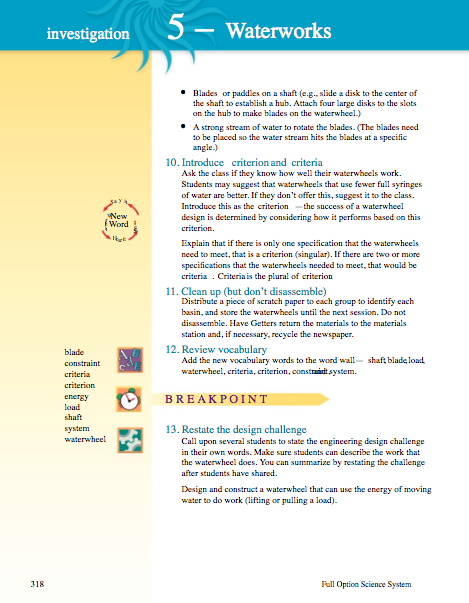 investigation 5 — Waterworks
• Blades or paddles on a shaft (e.g., slide a disk to the center of
the shaft to establish a hub. Attach four large disks to the slots
on the hub to make blades on the waterwheel.)
• A strong stream of water to rotate the blades. (The blades need
to be placed so the water stream hits the blades at a specific
angle.)
10. Introduce criterion and criteria
Ask the class if they know how well their waterwheels work.
Students may suggest that waterwheels that use fewer full syringes
of water are better. If they don't offer this, suggest it to the class.
Introduce this as the criterion —the success of a waterwheel
design is determined by considering how it performs based on this
criterion.
New
Word
Explain that if there is only one specification that the waterwheels
need to meet, that is a criterion (singular). If there are two or more
specifications that the waterwheels needed to meet, that would be
criteria . Criteria is the plural of criterion
11. Clean up (but don't disassemble)
Distribute a piece of scratch paper to each group to identify each
basin, and store the waterwheels until the next session. Do not
disassemble. Have Getters return the materials to the materials
station and, if necessary, recycle the newspaper.
12. Review vocabulary
Add the new vocabulary words to the word wall— shaft, blade, load,
waterwheel, criteria, criterion, constraint, and system.
blade
constraint
criteria
criterion
energy
load
shaft
system
waterwheel
BREAKPOINT
13. Restate the design challenge
Call upon several students to state the engineering design challenge
in their own words. Make sure students can describe the work that
the waterwheel does. You can summarize by restating the challenge
after students have shared.
Design and construct a waterwheel that can use the energy of moving
water to do work (lifting or pulling a load).
318
Full Option Science System